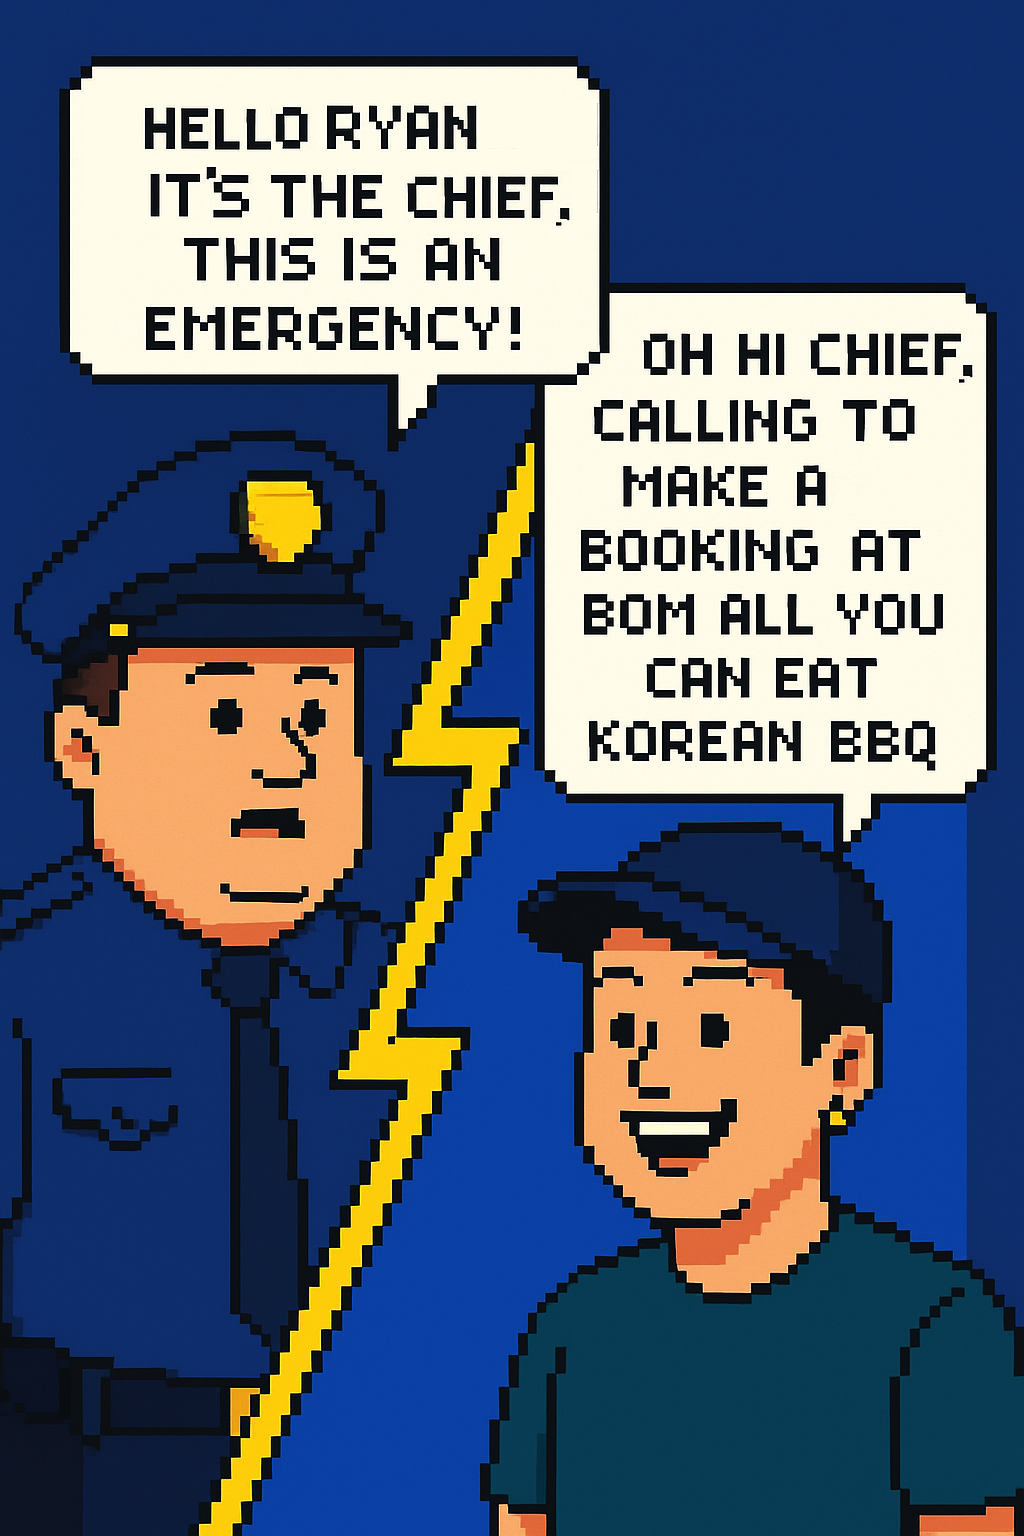 HELLO RYAN
IT'S THE CHIEF,
THIS IS AN
EMERGENCY!
OH HI CHIEF,
CALLING TO
MAKE A
BOOKING AT
BOM ALL YOU
CAN EAT
KOREAN BBQ